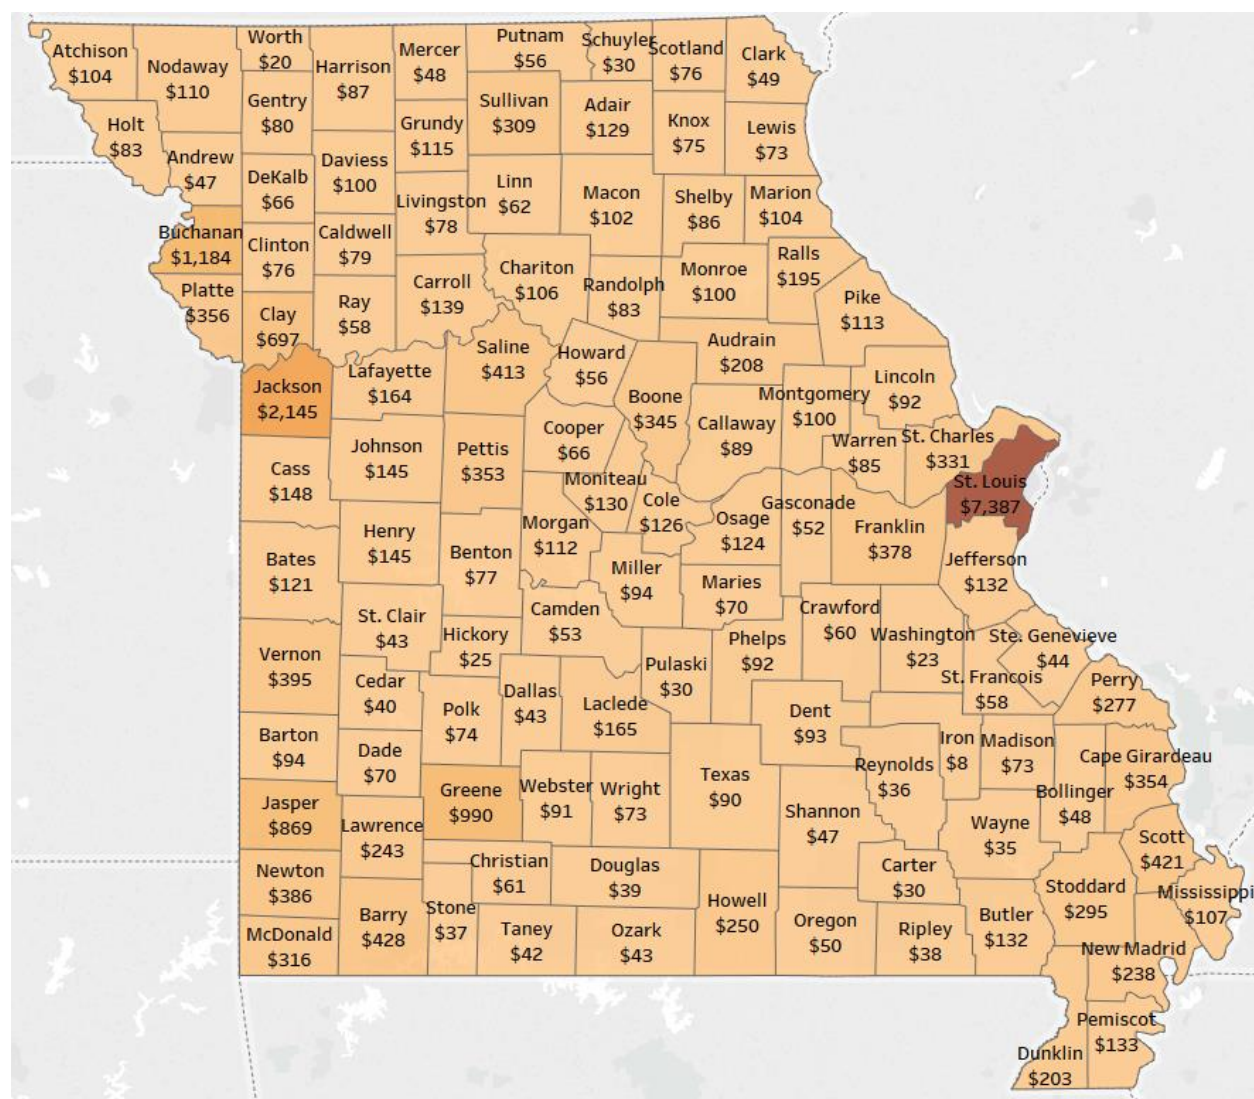 Atchison
$104
Nodaway
$110
Worth
$20
Harrison
$87
Mercer
$48
Putnam
$56
Schuyler
$30
Scotland
$76
Clark
$49
Holt
$83
Andrew
$47
Gentry
$80
DeKalb
$66
Daviess
$100
Grundy
$115
Livingston
$78
Sullivan
$309
Linn
$62
Adair
$129
Macon
$102
Knox
$75
Shelby
$86
Lewis
$73
Marion
$104
Buchanan
$1,184
Clinton
$76
Caldwell
$79
Platte
$356
Clay
$697
Ray
$58
Carroll
$139
Chariton
$106
Randolph
$83
Monroe
$100
Ralls
$195
Pike
$113
Jackson
$2,145
Lafayette
$164
Saline
$413
Howard
$56
Boone
$345
Audrain
$208
Callaway
$89
Montgomery
$100
Lincoln
$92
Warren
$85
St. Charles
$331
St. Louis
$7,387
Cass
$148
Johnson
$145
Pettis
$353
Cooper
$66
Moniteau
$130
Cole
$126
Osage
$124
Gasconade
$52
Franklin
$378
Jefferson
$132
Bates
$121
Henry
$145
Benton
$77
Morgan
$112
Miller
$94
Maries
$70
Camden
$53
St. Clair
$43
Hickory
$25
Vernon
$395
Cedar
$40
Polk
$74
Dallas
$43
Laclede
$165
Pulaski
$30
Phelps
$92
Crawford
$60
Washington
$23
Ste. Genevieve
$44
St. Francois
$58
Perry
$277
Barton
$94
Dade
$70
Dent
$93
Iron
$8
Madison
$73
Cape Girardeau
$354
Reynolds
$36
Bollinger
$48
Jasper
$869
Greene
$990
Webster
$91
Wright
$73
Texas
$90
Shannon
$47
Wayne
$35
Scott
$421
Lawrence
$243
Newton
$386
Christian
$61
Douglas
$39
Howell
$250
Carter
$30
Stoddard
$295
Mississippi
$107
McDonald
$316
Barry
$428
Stone
$37
Taney
$42
Ozark
$43
Oregon
$50
Ripley
$38
Butler
$132
New Madrid
$238
Pemiscot
$133
Dunklin
$203